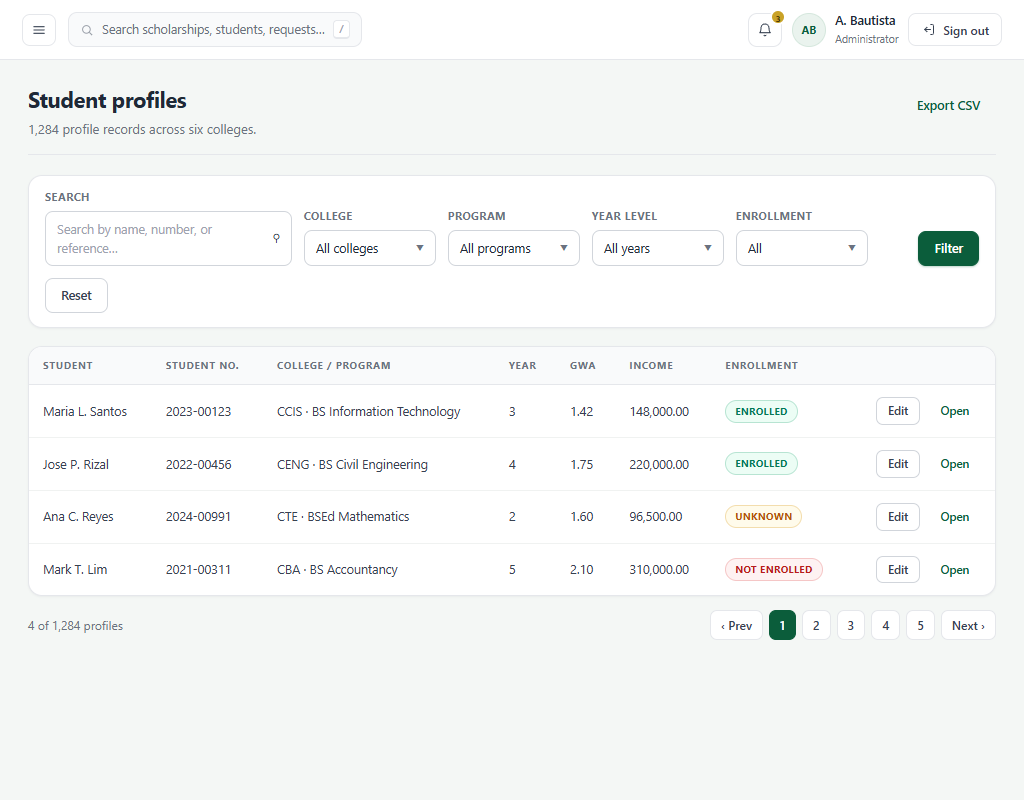 Search scholarships, students, requests... /
3
AB
A. Bautista
Administrator
Sign out
Student profiles
1,284 profile records across six colleges.
Export CSV
SEARCH
Search by name, number, or
reference...
COLLEGE
All colleges
PROGRAM
All programs
YEAR LEVEL
All years
ENROLLMENT
All
Filter
Reset
STUDENT STUDENT NO. COLLEGE / PROGRAM YEAR GWA INCOME ENROLLMENT
Maria L. Santos 2023-00123 CCIS · BS Information Technology 3 1.42 148,000.00 ENROLLED Edit Open
Jose P. Rizal 2022-00456 CENG · BS Civil Engineering 4 1.75 220,000.00 ENROLLED Edit Open
Ana C. Reyes 2024-00991 CTE · BSEd Mathematics 2 1.60 96,500.00 UNKNOWN Edit Open
Mark T. Lim 2021-00311 CBA · BS Accountancy 5 2.10 310,000.00 NOT ENROLLED Edit Open
4 of 1,284 profiles
‹ Prev 1 2 3 4 5 Next ›